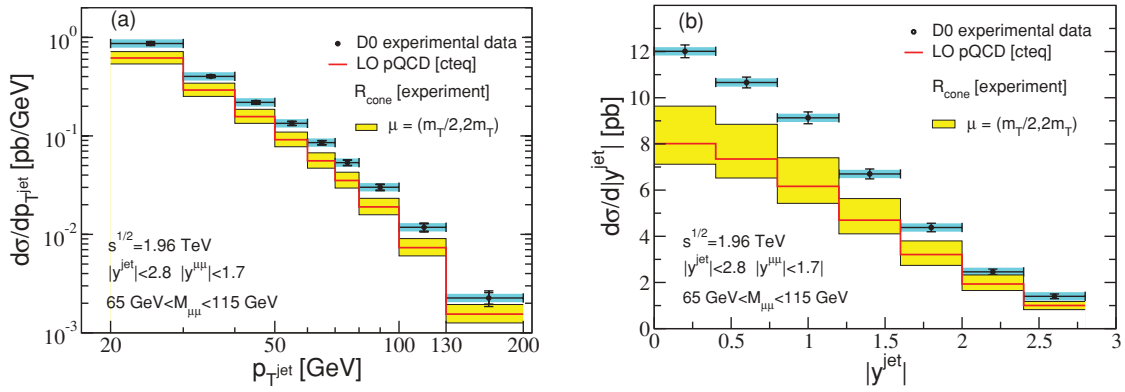 (a)
D0 experimental data
LO pQCD [cteq]
R_cone [experiment]
μ = (m_T/2,2m_T)
dσ/dp_T^jet [pb/GeV]
10^0
10^-1
10^-2
10^-3
s^1/2=1.96 TeV
|y^jet|<2.8 |y^μμ|<1.7
65 GeV<M_μμ<115 GeV
20 50 100 130 200
p_T^jet [GeV]
(b)
D0 experimental data
LO pQCD [cteq]
R_cone [experiment]
μ = (m_T/2,2m_T)
dσ/d|y^jet| [pb]
12
10
8
6
4
2
0
s^1/2=1.96 TeV
|y^jet|<2.8 |y^μμ|<1.7|
65 GeV<M_μμ<115 GeV
0 0.5 1 1.5 2 2.5 3
|y^jet|